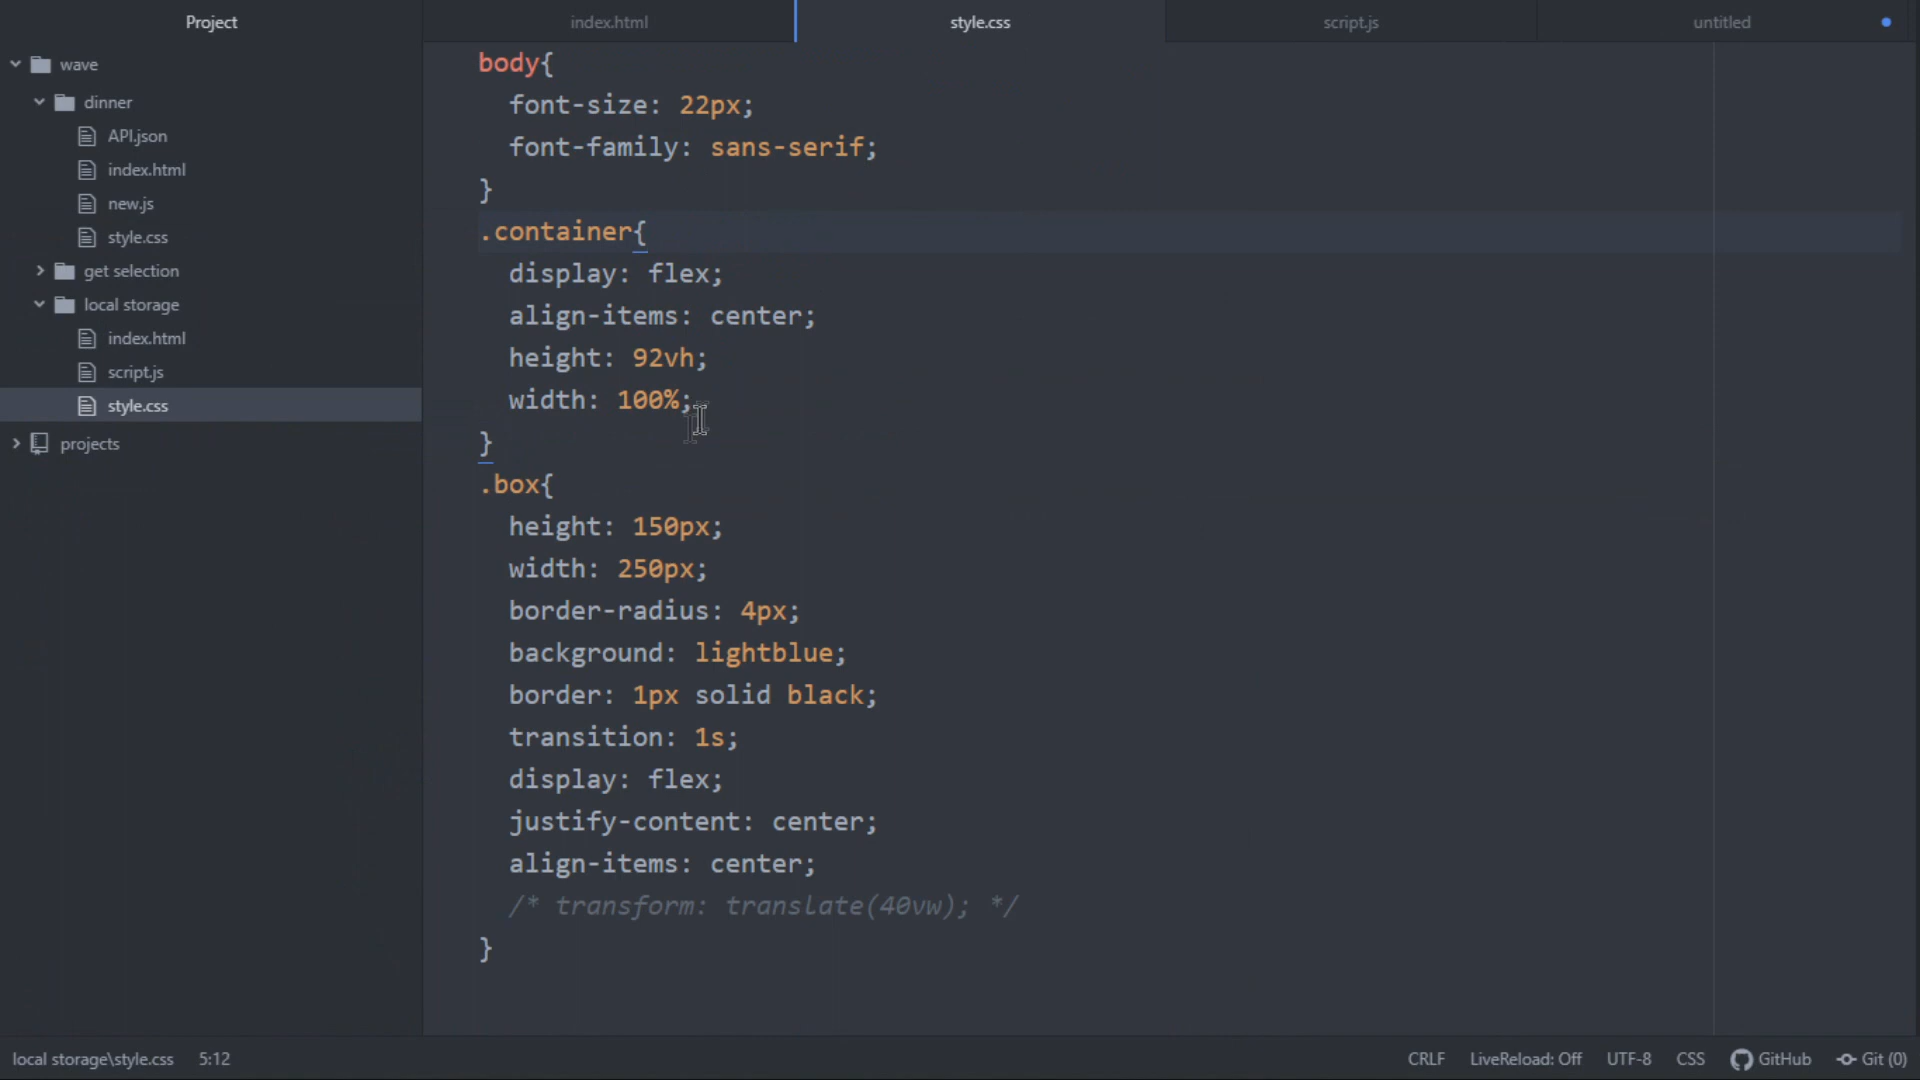 Project
index.html
style.css
script.js
untitled
wave
dinner
API.json
index.html
new.js
style.css
get selection
local storage
index.html
script.js
style.css
projects
body{
font-size: 22px;
font-family: sans-serif;
}
.container{
display: flex;
align-items: center;
height: 92vh;
width: 100%;
}
.box{
height: 150px;
width: 250px;
border-radius: 4px;
background: lightblue;
border: 1px solid black;
transition: 1s;
display: flex;
justify-content: center;
align-items: center;
/* transform: translate(40vw); */
}
local storage\style.css 5:12
CRLF LiveReload: Off UTF-8 CSS GitHub Git (0)